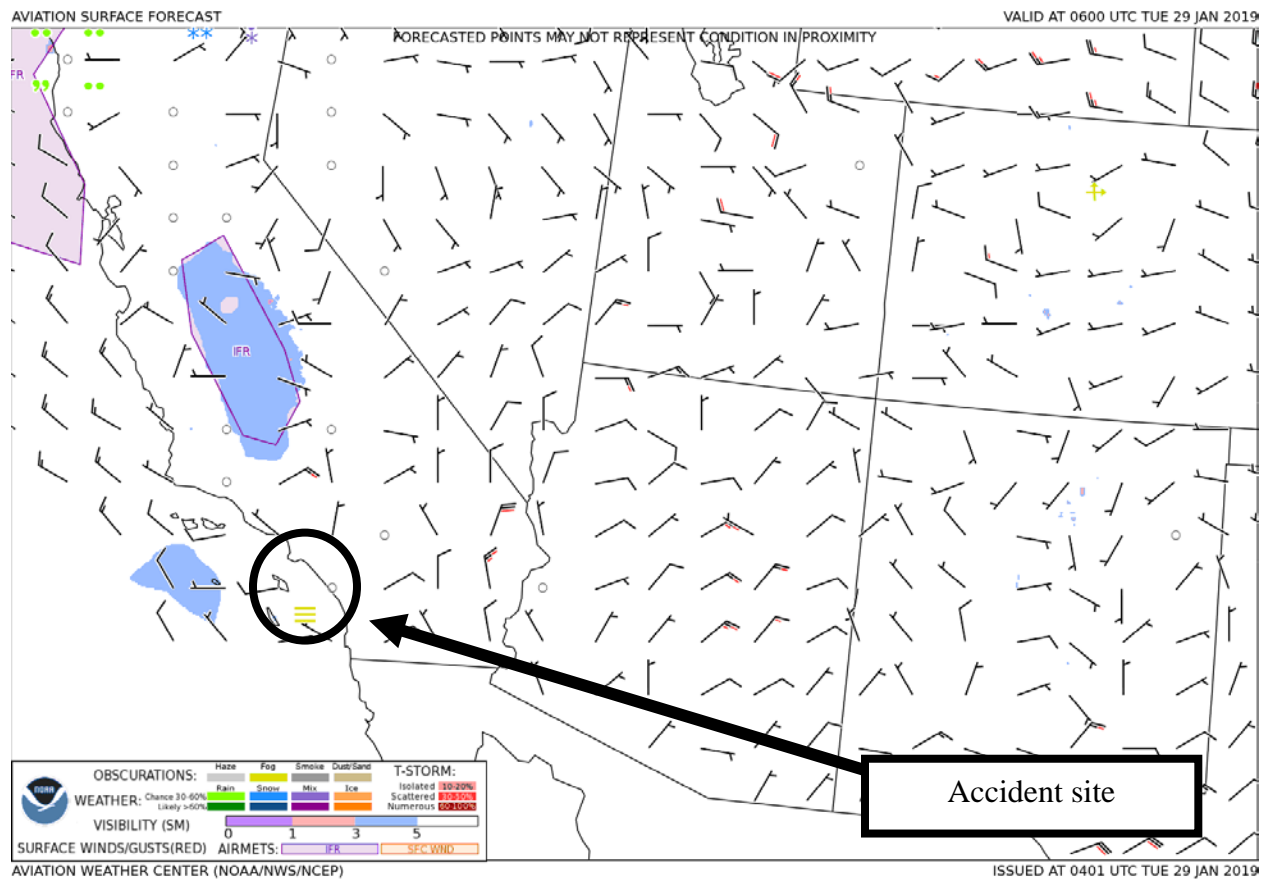 AVIATION SURFACE FORECAST
VALID AT 0600 UTC TUE 29 JAN 2019
FORECASTED POINTS MAY NOT REPRESENT CONDITION IN PROXIMITY
FR
IFR
Accident site
OBSCURATIONS: Haze Fog Smoke Dust/Sand
T-STORM:
WEATHER: Chance 30-60% Likely >60% Rain Snow Mix Ice
Isolated 10-20%
Scattered 30-50%
Numerous 60-100%
VISIBILITY (SM) 0 1 3 5
SURFACE WINDS/GUSTS(RED) AIRMETS: IFR SFC WND
NOAA
AVIATION WEATHER CENTER (NOAA/NWS/NCEP)
ISSUED AT 0401 UTC TUE 29 JAN 2019